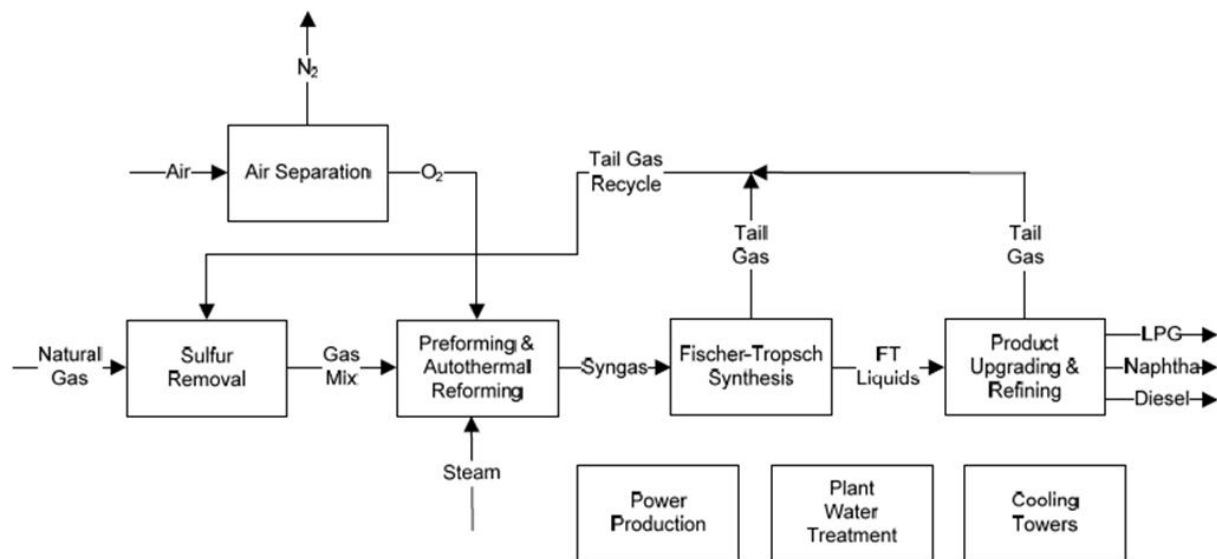 N₂
Air
Air Separation
O₂
Tail Gas
Recycle
Tail
Gas
Tail
Gas
Natural
Gas
Sulfur
Removal
Gas
Mix
Preforming &
Autothermal
Reforming
Syngas
Fischer-Tropsch
Synthesis
FT
Liquids
Product
Upgrading &
Refining
LPG
Naphtha
Diesel
Steam
Power
Production
Plant
Water
Treatment
Cooling
Towers